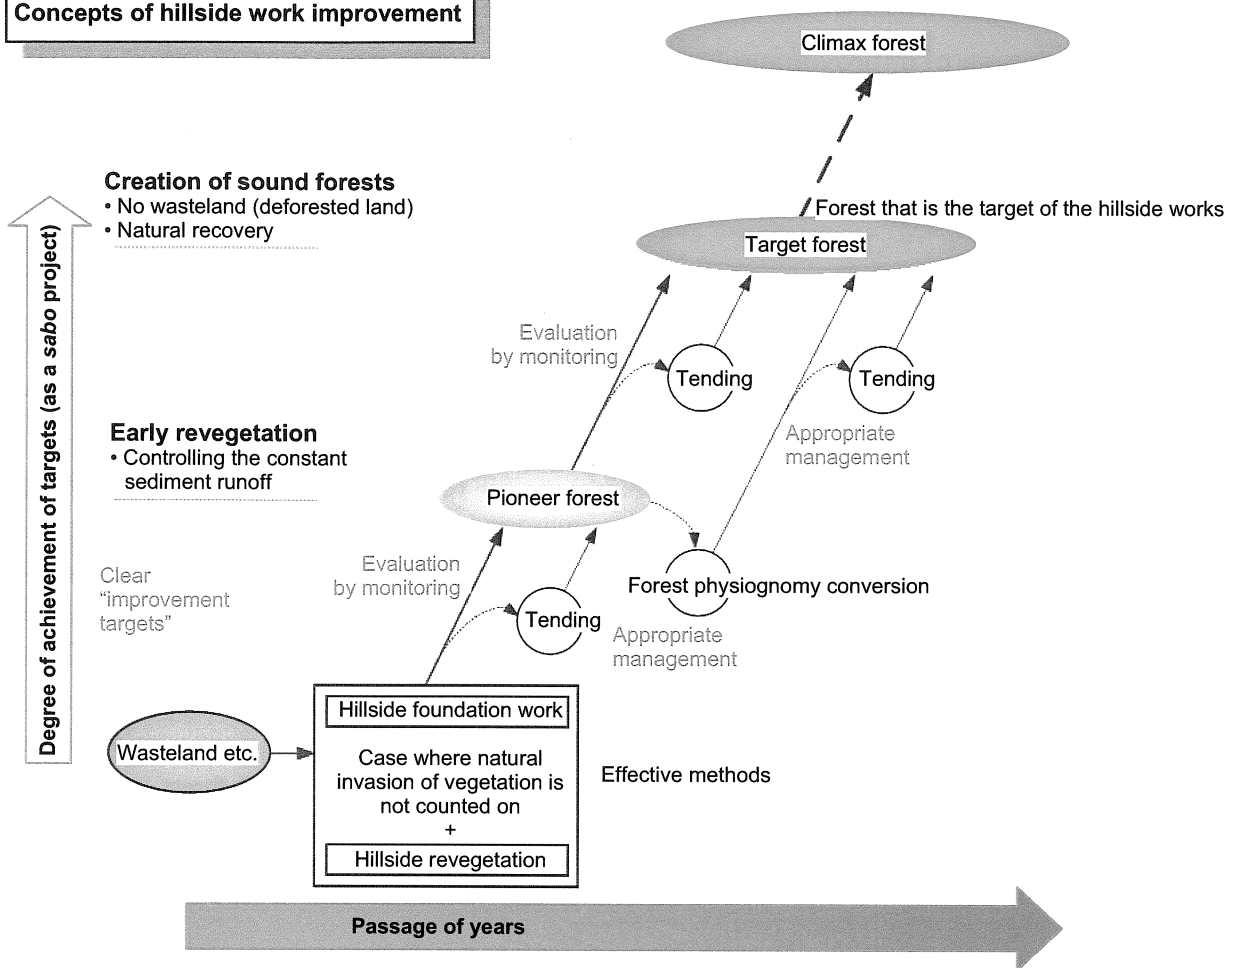 Concepts of hillside work improvement
Climax forest
Creation of sound forests
• No wasteland (deforested land)
• Natural recovery
Forest that is the target of the hillside works
Target forest
Degree of achievement of targets (as a sabo project)
Evaluation
by monitoring
Tending
Tending
Appropriate
management
Early revegetation
• Controlling the constant
sediment runoff
Pioneer forest
Evaluation
by monitoring
Clear
“improvement
targets”
Tending
Forest physiognomy conversion
Appropriate
management
Hillside foundation work
Wasteland etc.
Case where natural
invasion of vegetation is
not counted on
+
Hillside revegetation
Effective methods
Passage of years